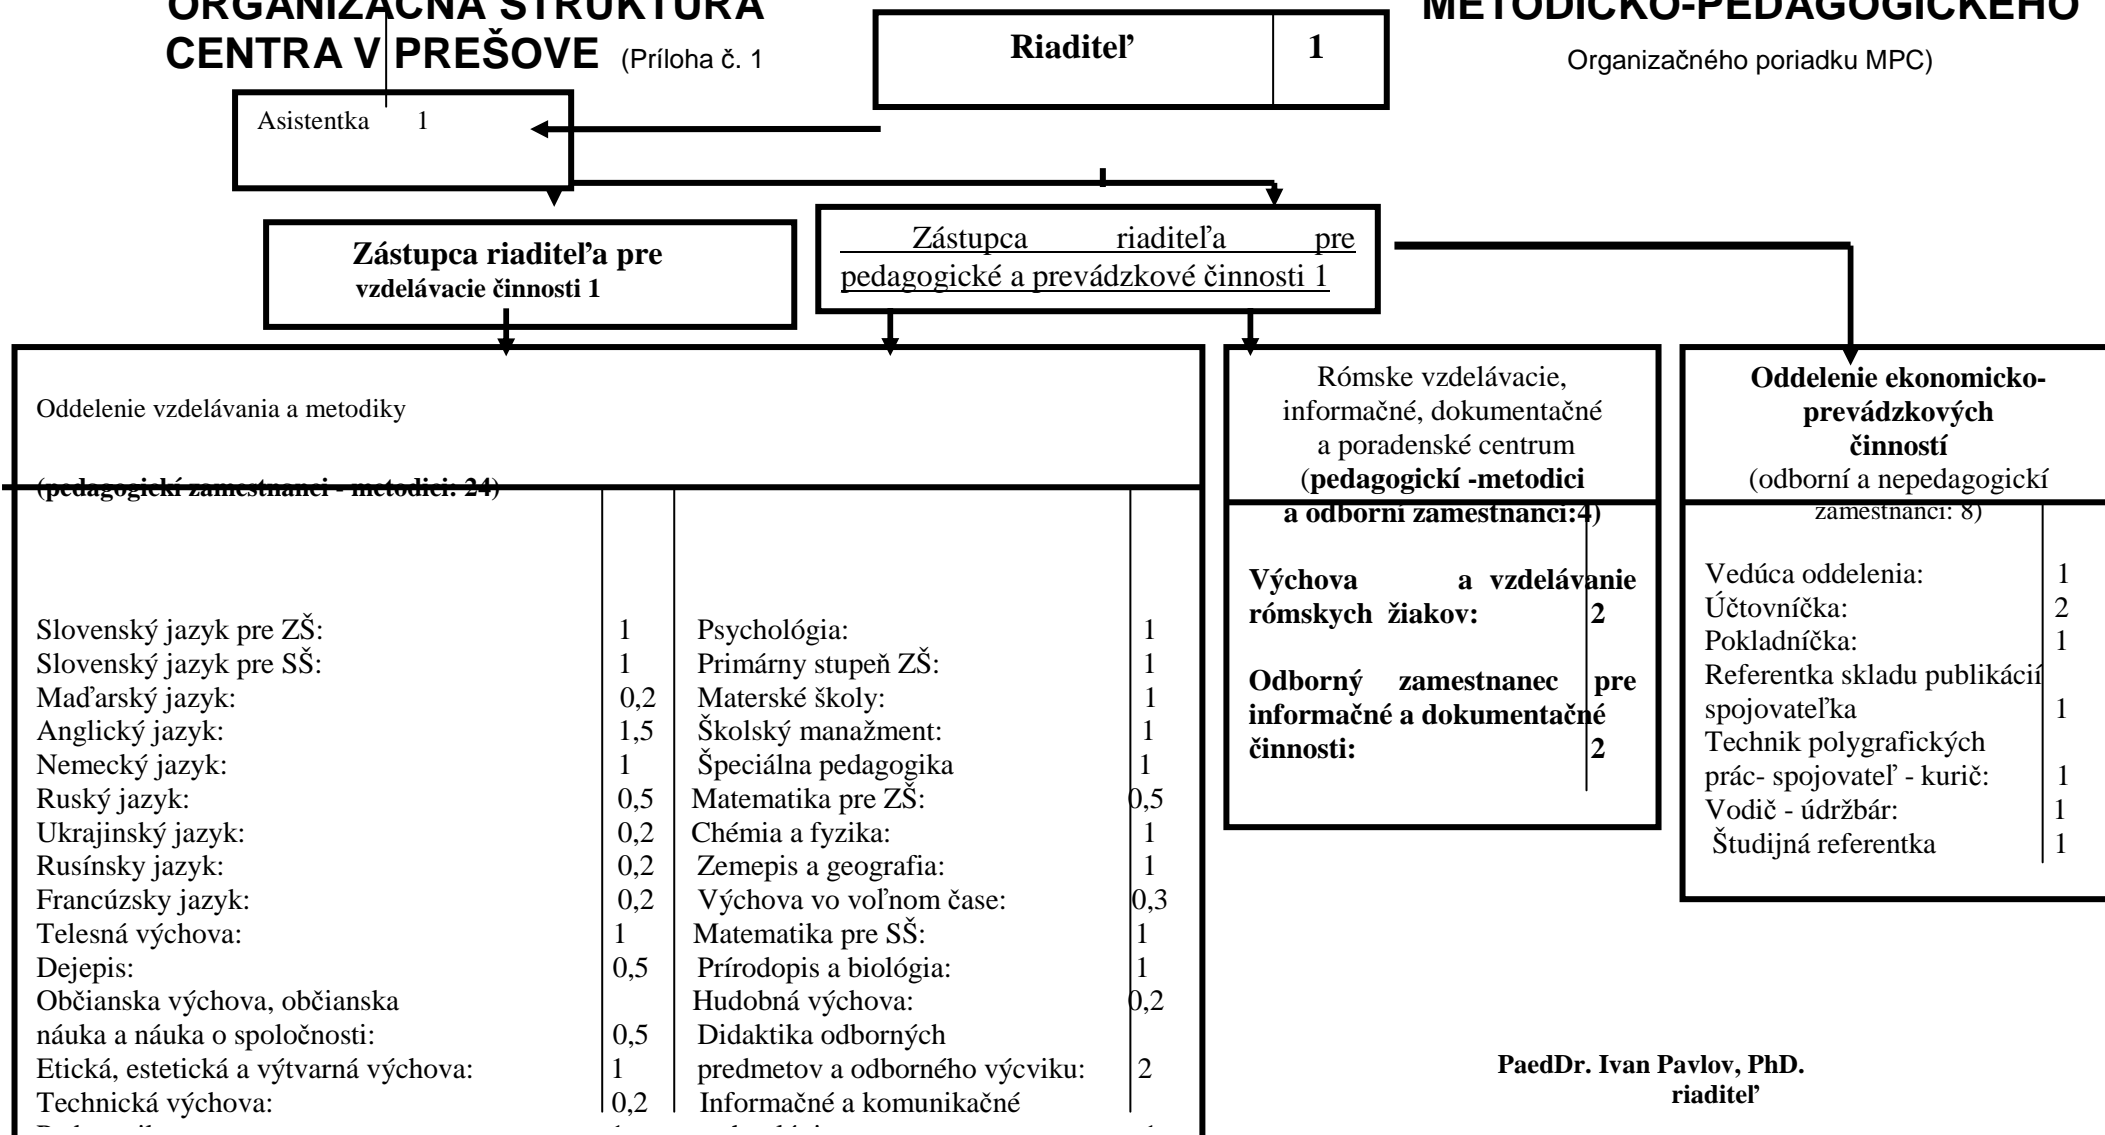 ORGANIZAČNÁ ŠTRUKTÚRA
METODICKO-PEDAGOGICKÉHO
CENTRA V PREŠOVE (Príloha č. 1
Organizačného poriadku MPC)
Riaditeľ 1
Asistentka 1
Zástupca riaditeľa pre
vzdelávacie činnosti 1
Zástupca riaditeľa pre
pedagogické a prevádzkové činnosti 1
Oddelenie vzdelávania a metodiky
(pedagogickí zamestnanci - metodici: 24)
Slovenský jazyk pre ZŠ: 1
Slovenský jazyk pre SŠ: 1
Maďarský jazyk: 0,2
Anglický jazyk: 1,5
Nemecký jazyk: 1
Ruský jazyk: 0,5
Ukrajinský jazyk: 0,2
Rusínsky jazyk: 0,2
Francúzsky jazyk: 0,2
Telesná výchova: 1
Dejepis: 0,5
Občianska výchova, občianska
náuka a náuka o spoločnosti: 0,5
Etická, estetická a výtvarná výchova: 1
Technická výchova: 0,2
Psychológia: 1
Primárny stupeň ZŠ: 1
Materské školy: 1
Školský manažment: 1
Špeciálna pedagogika 1
Matematika pre ZŠ: 0,5
Chémia a fyzika: 1
Zemepis a geografia: 1
Výchova vo voľnom čase: 0,3
Matematika pre SŠ: 1
Prírodopis a biológia: 1
Hudobná výchova: 0,2
Didaktika odborných
predmetov a odborného výcviku: 2
Informačné a komunikačné
Rómske vzdelávacie,
informačné, dokumentačné
a poradenské centrum
(pedagogickí -metodici
a odborní zamestnanci:4)
Výchova a vzdelávanie
rómskych žiakov: 2
Odborný zamestnanec pre
informačné a dokumentačné
činnosti: 2
Oddelenie ekonomicko-
prevádzkových
činností
(odborní a nepedagogickí
zamestnanci: 8)
Vedúca oddelenia: 1
Účtovníčka: 2
Pokladníčka: 1
Referentka skladu publikácií
spojovateľka 1
Technik polygrafických
prác- spojovateľ - kurič: 1
Vodič - údržbár: 1
Študijná referentka 1
PaedDr. Ivan Pavlov, PhD.
riaditeľ